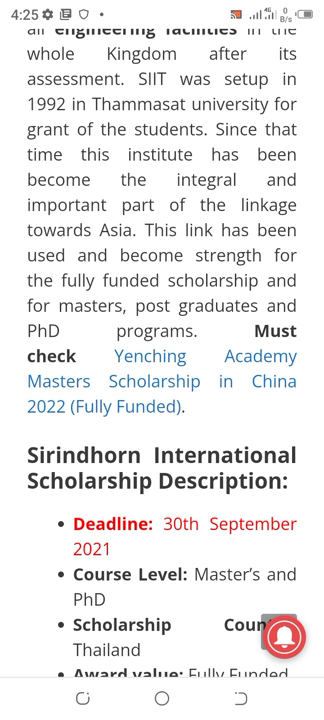 4:25
4G
0
B/s
all engineering facilities in the
whole Kingdom after its
assessment. SIIT was setup in
1992 in Thammasat university for
grant of the students. Since that
time this institute has been
become the integral and
important part of the linkage
towards Asia. This link has been
used and become strength for
the fully funded scholarship and
for masters, post graduates and
PhD programs. Must
check Yenching Academy
Masters Scholarship in China
2022 (Fully Funded).
Sirindhorn International
Scholarship Description:
• Deadline: 30th September
2021
• Course Level: Master's and
PhD
• Scholarship
Thailand
• Award value: Fully Funded